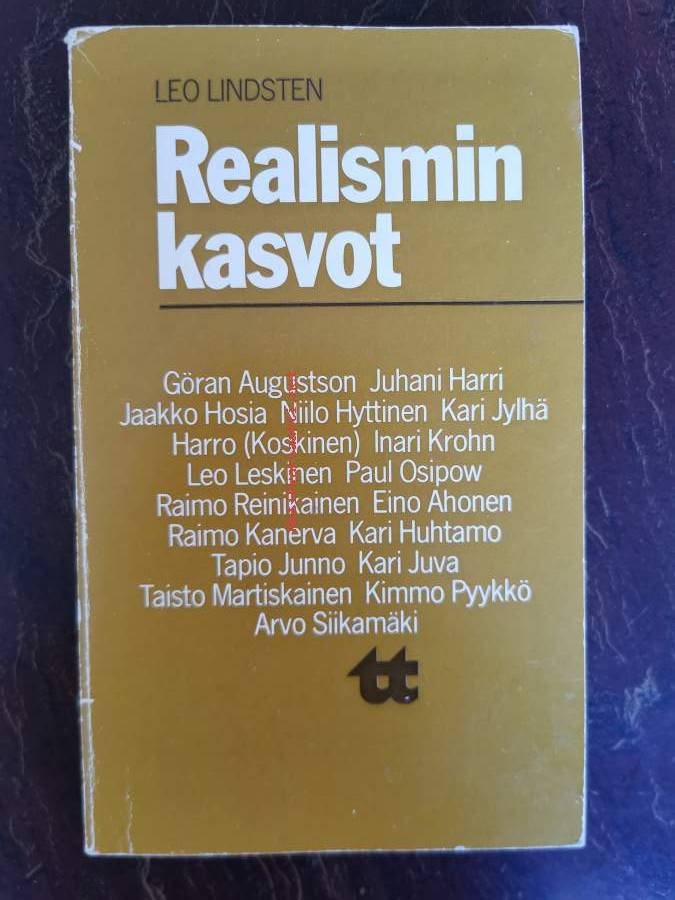 LEO LINDSTEN
Realismin
kasvot
Göran Augustson Juhani Harri
Jaakko Hosia Niilo Hyttinen Kari Jylhä
Harro (Koskinen) Inari Krohn
Leo Leskinen Paul Osipow
Raimo Reinikainen Eino Ahonen
Raimo Kanerva Kari Huhtamo
Tapio Junno Kari Juva
Taisto Martiskainen Kimmo Pyykkö
Arvo Siikamäki
tt